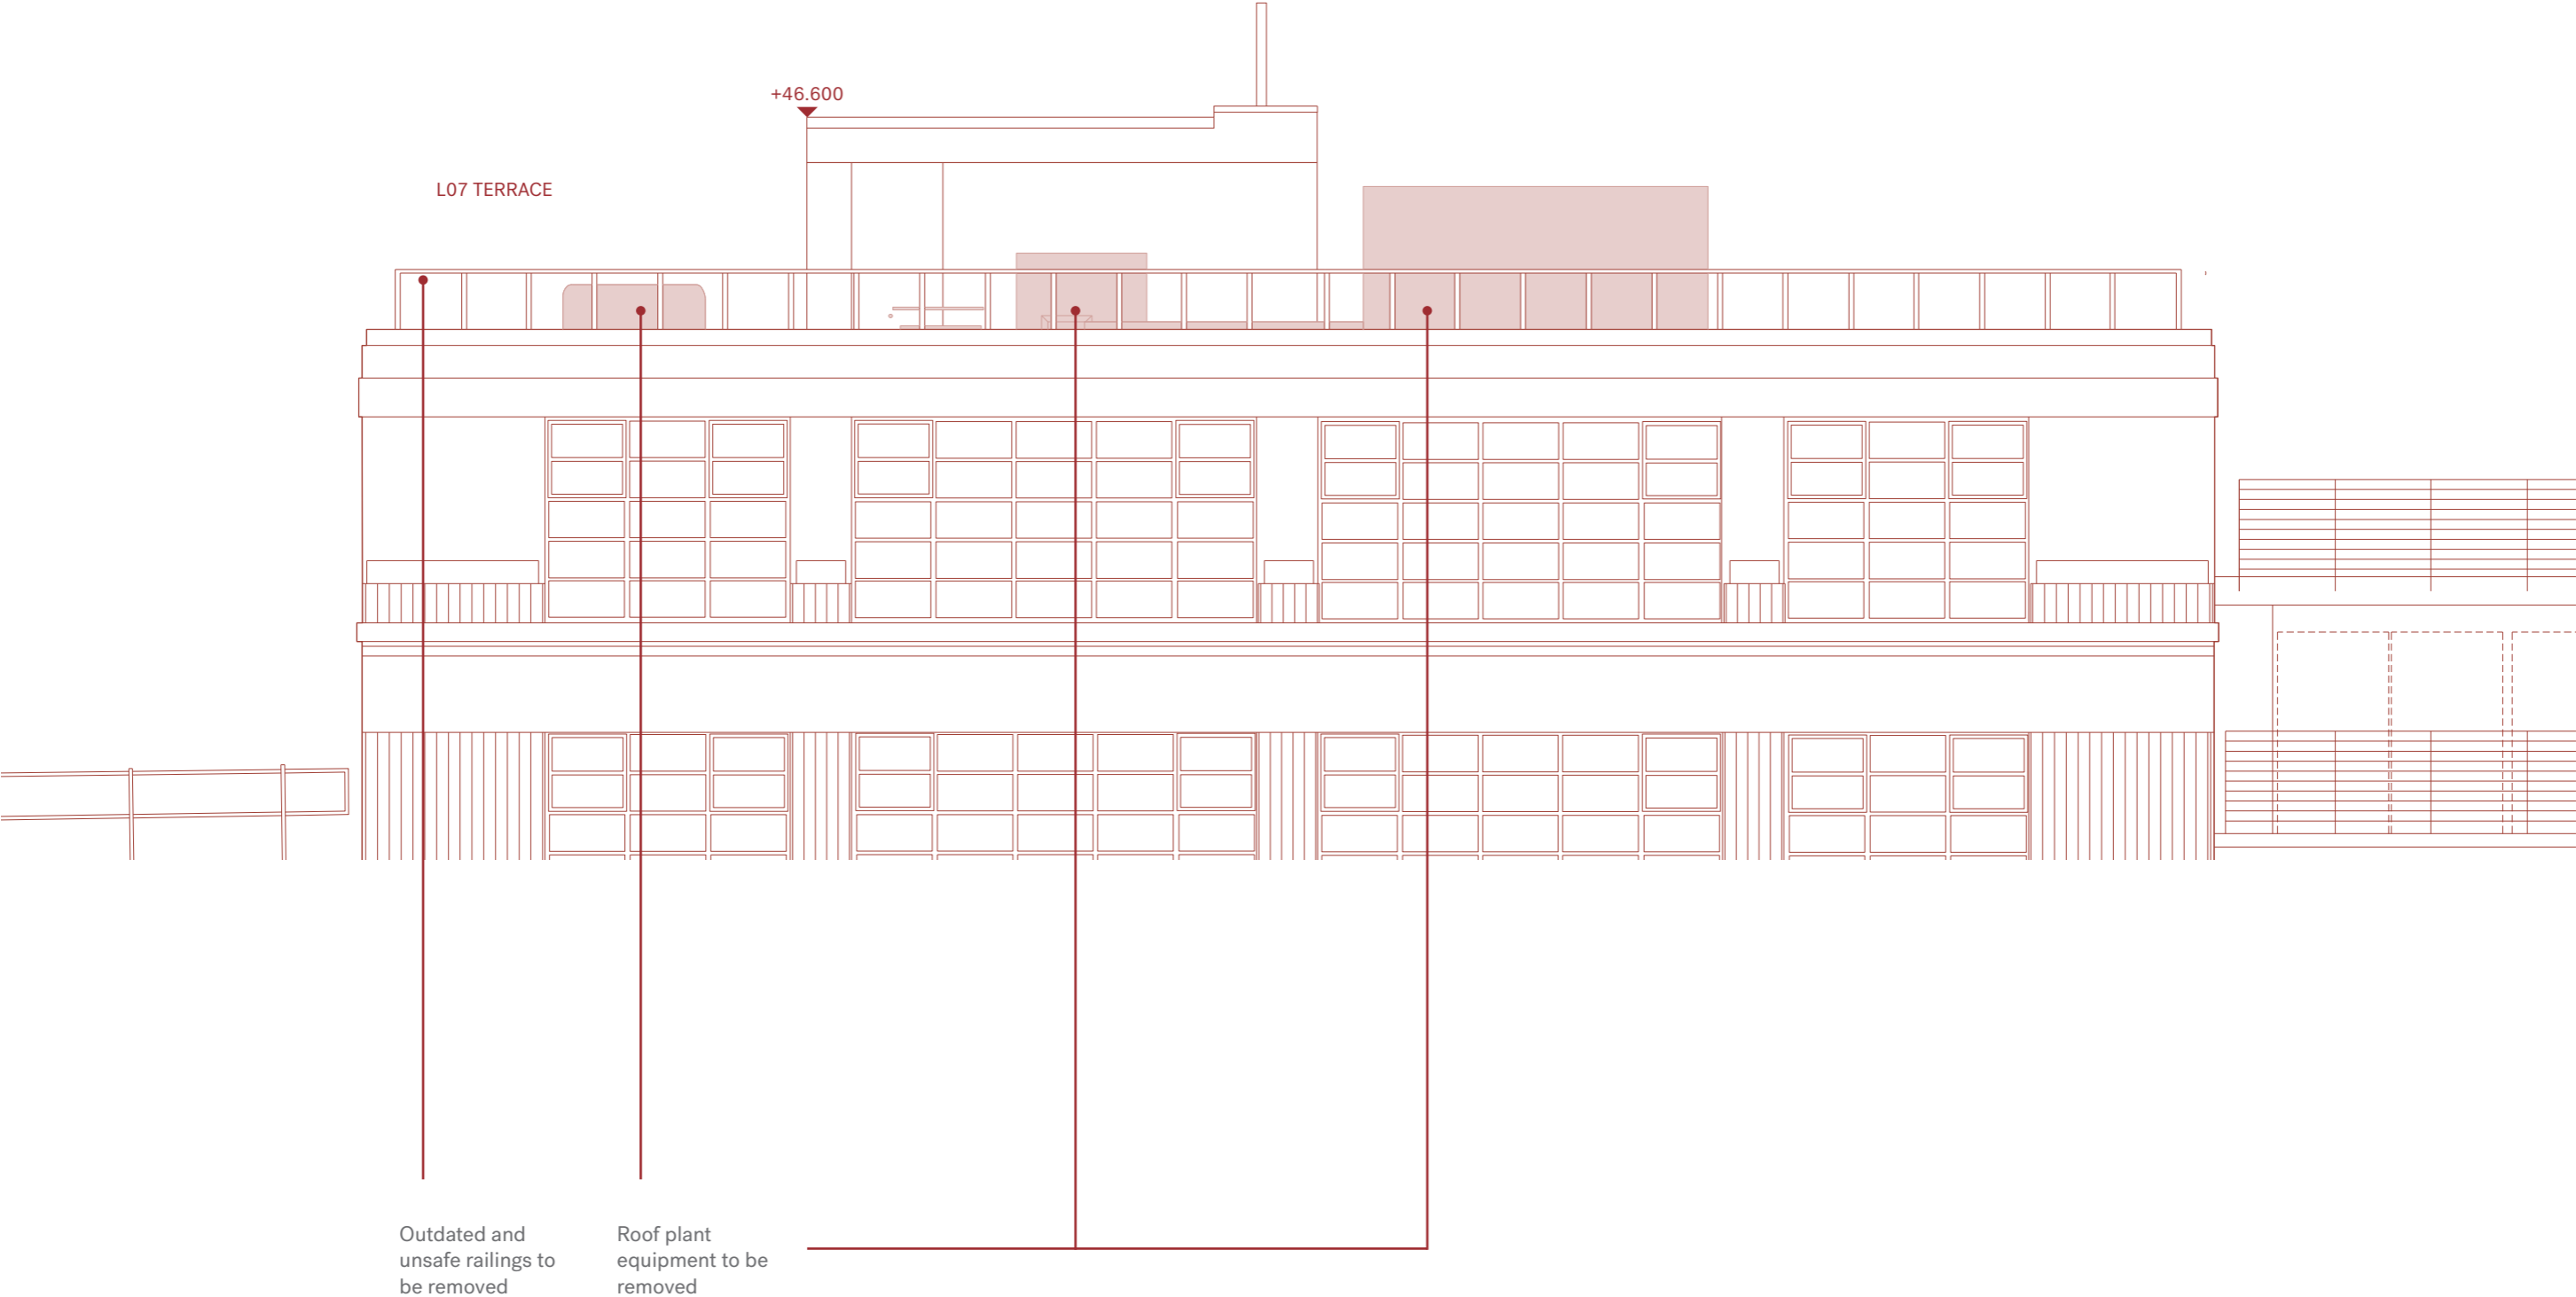 +46.600
L07 TERRACE
Outdated and
unsafe railings to
be removed
Roof plant
equipment to be
removed